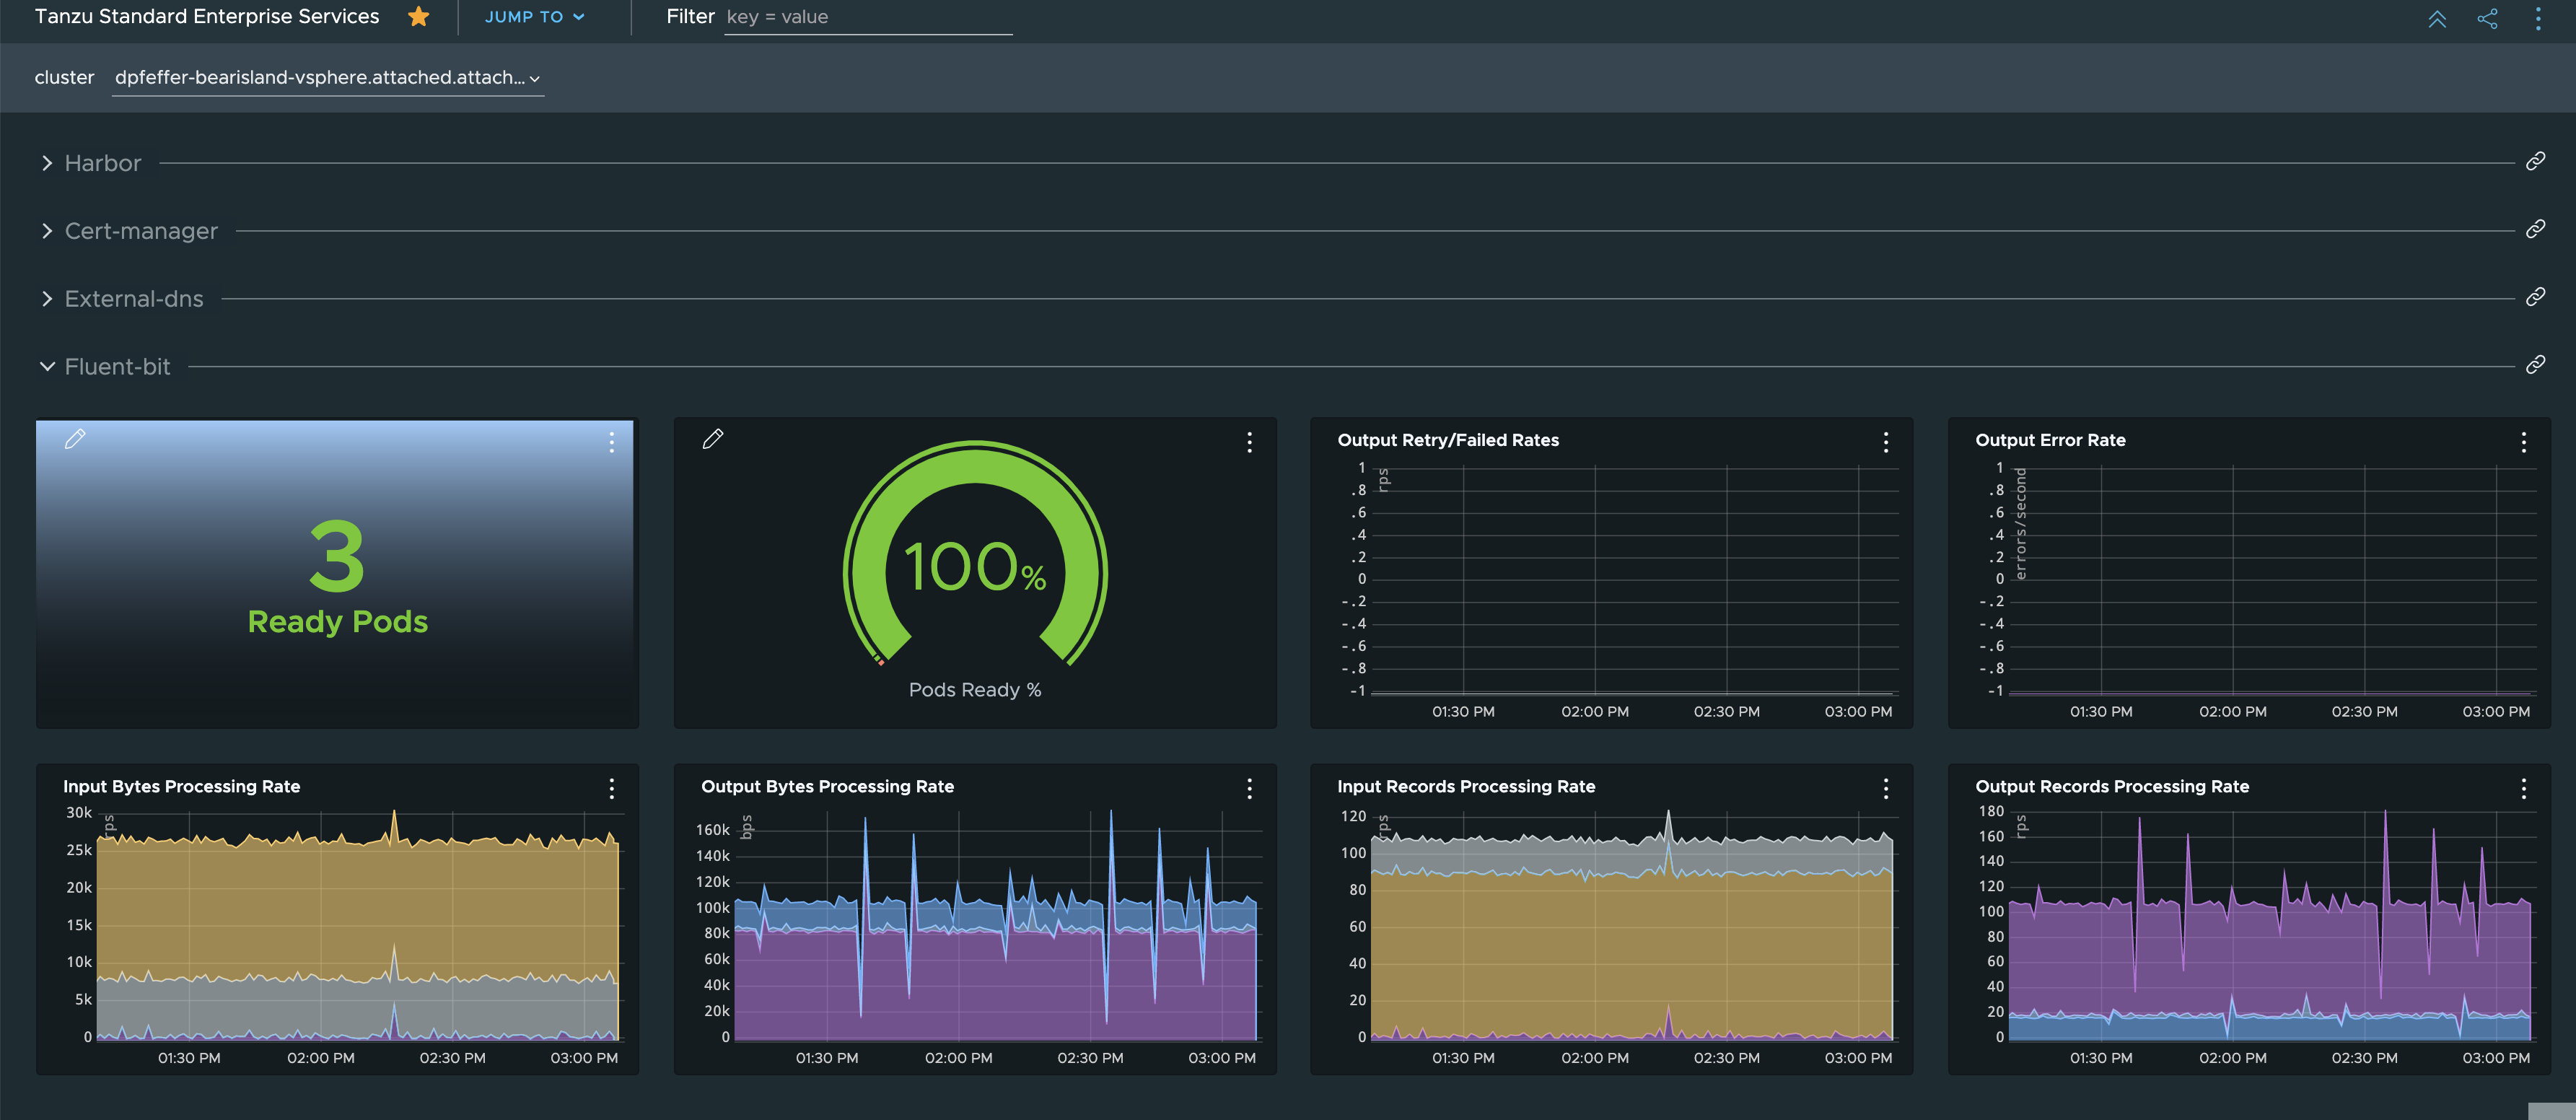 Tanzu Standard Enterprise Services JUMP TO Filter key = value
cluster dpfeffer-bearisland-vsphere.attached.attach...
Harbor
Cert-manager
External-dns
Fluent-bit
3
Ready Pods
100%
Pods Ready %
Output Retry/Failed Rates
rps
1
.8
.6
.4
.2
0
-.2
-.4
-.6
-.8
-1
01:30 PM 02:00 PM 02:30 PM 03:00 PM
Output Error Rate
errors/second
1
.8
.6
.4
.2
0
-.2
-.4
-.6
-.8
-1
01:30 PM 02:00 PM 02:30 PM 03:00 PM
Input Bytes Processing Rate
rps
30k
25k
20k
15k
10k
5k
0
01:30 PM 02:00 PM 02:30 PM 03:00 PM
Output Bytes Processing Rate
bps
160k
140k
120k
100k
80k
60k
40k
20k
0
01:30 PM 02:00 PM 02:30 PM 03:00 PM
Input Records Processing Rate
rps
120
100
80
60
40
20
0
01:30 PM 02:00 PM 02:30 PM 03:00 PM
Output Records Processing Rate
rps
180
160
140
120
100
80
60
40
20
0
01:30 PM 02:00 PM 02:30 PM 03:00 PM